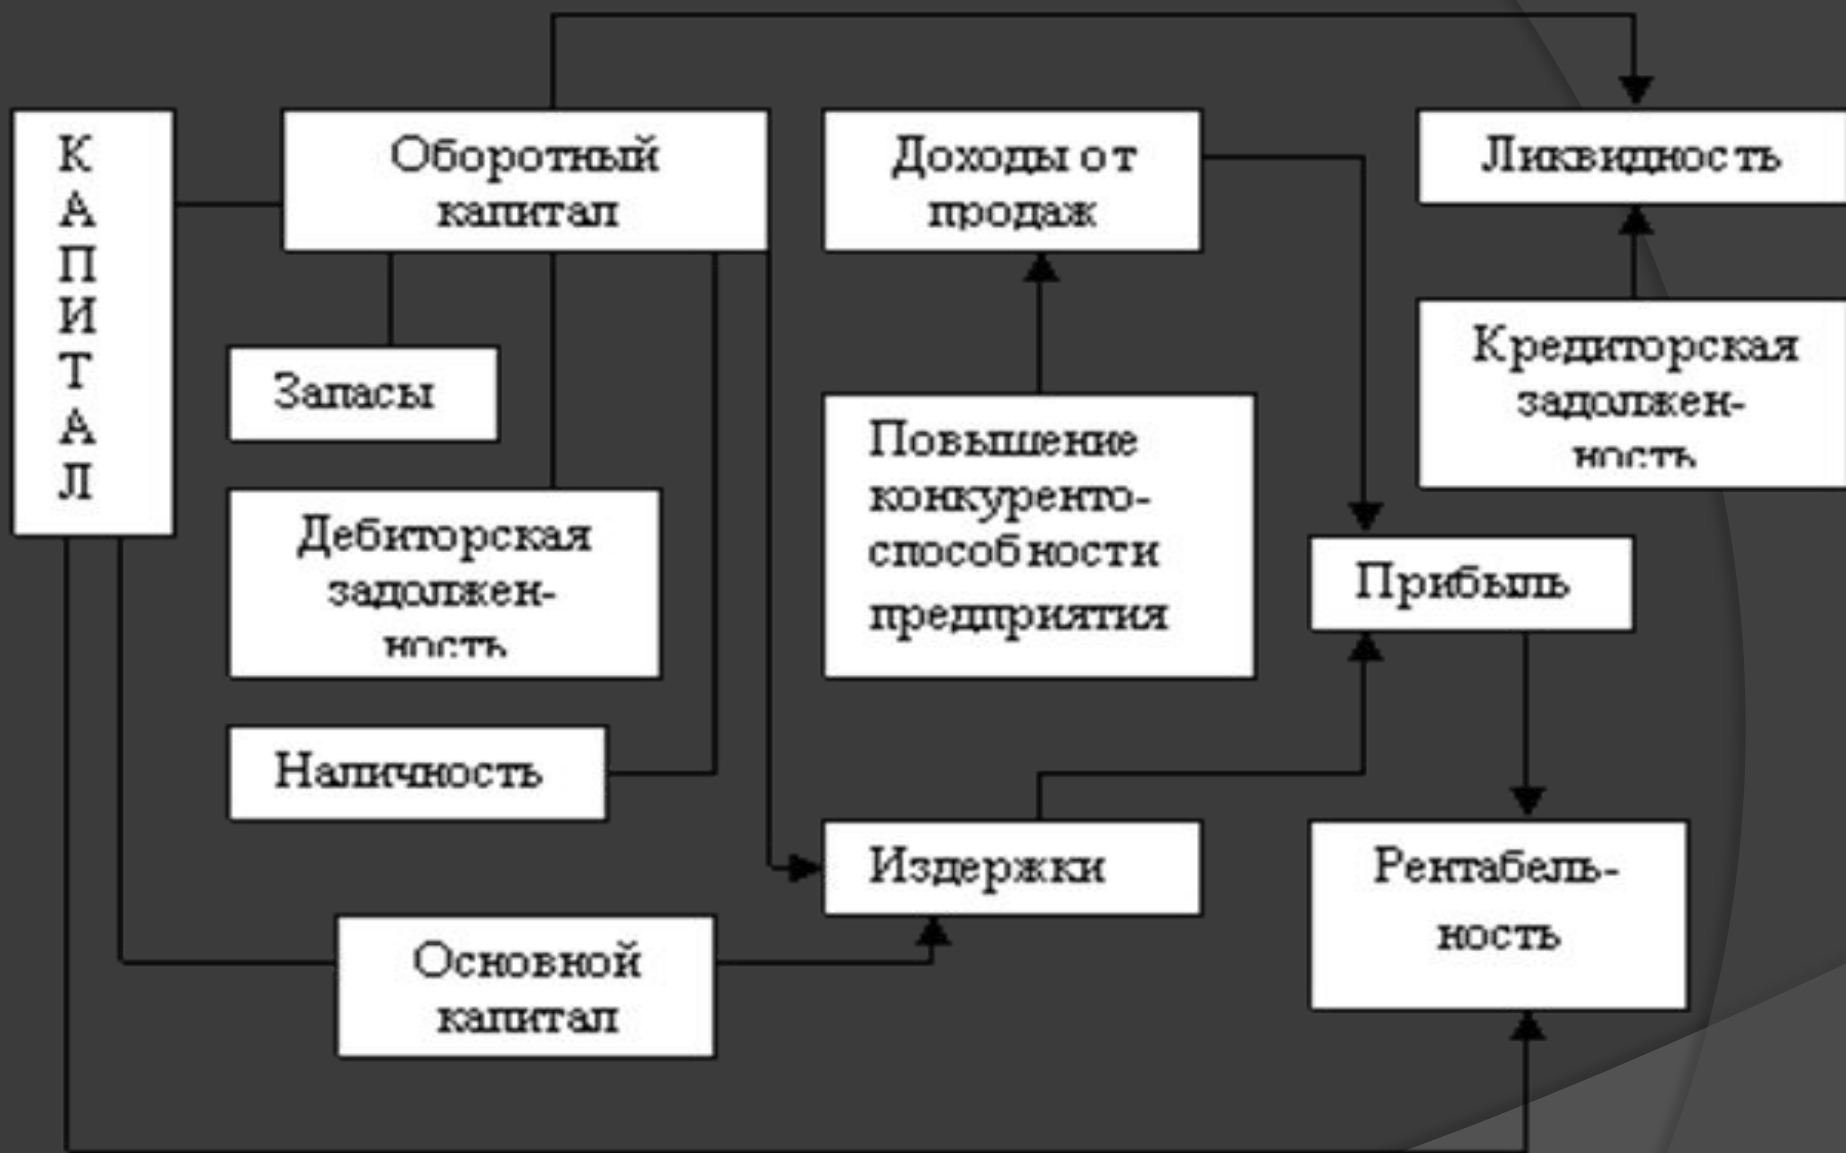 К
А
П
И
Т
А
Л
Оборотный
капитал
Запасы
Дебиторская
задолжен-
ность
Наличность
Основной
капитал
Доходы от
продаж
Повышение
конкуренто-
способности
предприятия
Издержки
Ликвидность
Кредиторская
задолжен-
ность
Прибыль
Рентабель-
ность